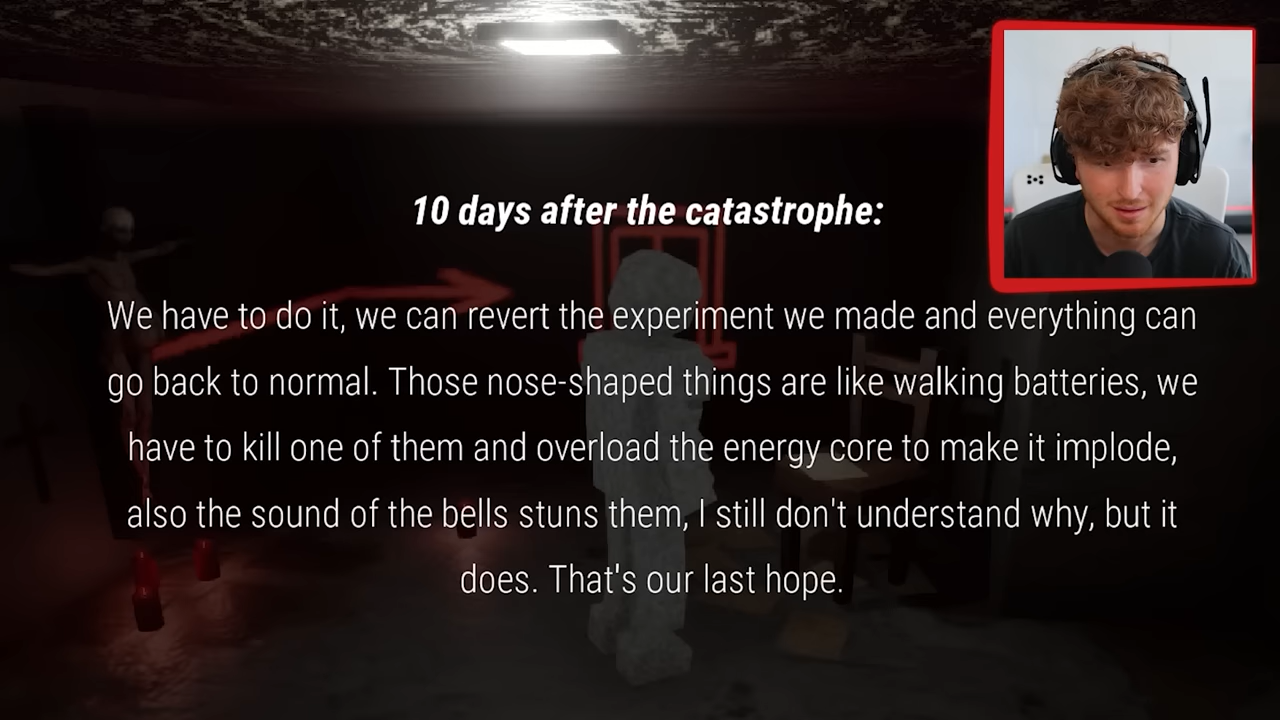 10 days after the catastrophe:
We have to do it, we can revert the experiment we made and everything can
go back to normal. Those nose-shaped things are like walking batteries, we
have to kill one of them and overload the energy core to make it implode,
also the sound of the bells stuns them, I still don't understand why, but it
does. That's our last hope.